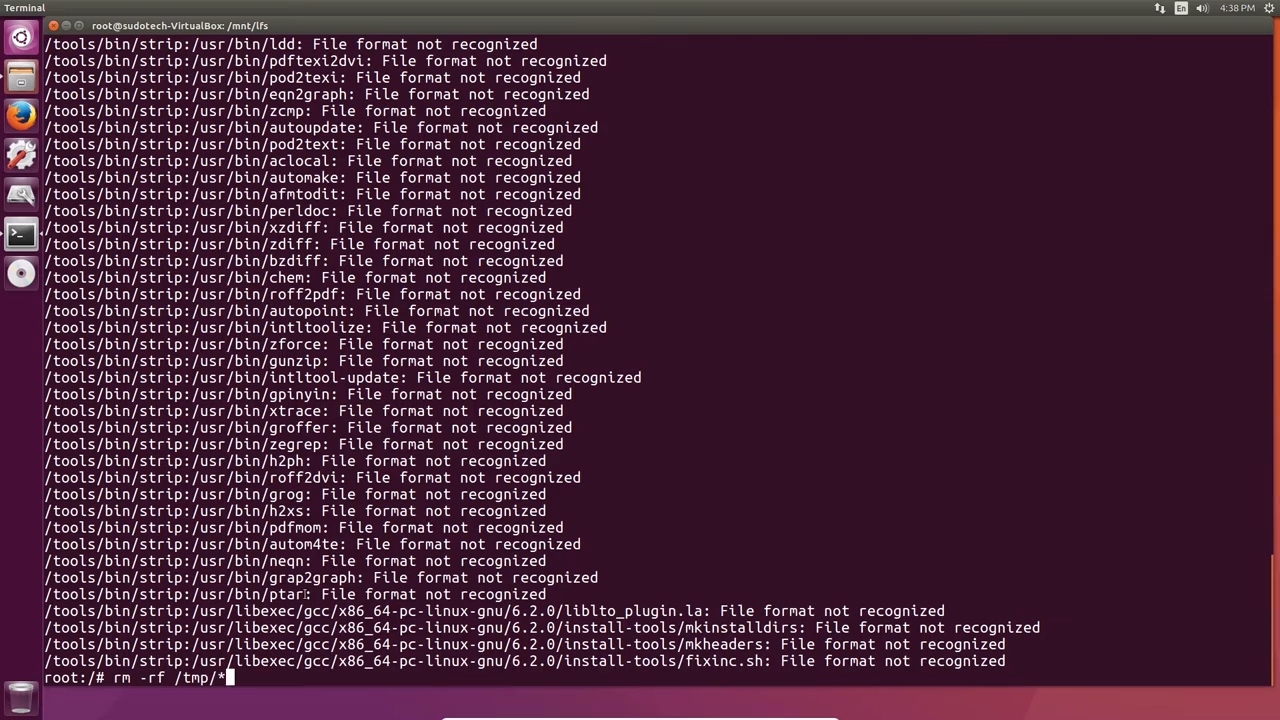 Terminal
En
4:38 PM
root@sudotech-VirtualBox: /mnt/lfs
/tools/bin/strip:/usr/bin/ldd: File format not recognized
/tools/bin/strip:/usr/bin/pdftexi2dvi: File format not recognized
/tools/bin/strip:/usr/bin/pod2texi: File format not recognized
/tools/bin/strip:/usr/bin/eqn2graph: File format not recognized
/tools/bin/strip:/usr/bin/zcmp: File format not recognized
/tools/bin/strip:/usr/bin/autoupdate: File format not recognized
/tools/bin/strip:/usr/bin/pod2text: File format not recognized
/tools/bin/strip:/usr/bin/aclocal: File format not recognized
/tools/bin/strip:/usr/bin/automake: File format not recognized
/tools/bin/strip:/usr/bin/afmtodit: File format not recognized
/tools/bin/strip:/usr/bin/perldoc: File format not recognized
/tools/bin/strip:/usr/bin/xzdiff: File format not recognized
/tools/bin/strip:/usr/bin/zdiff: File format not recognized
/tools/bin/strip:/usr/bin/bzdiff: File format not recognized
/tools/bin/strip:/usr/bin/chem: File format not recognized
/tools/bin/strip:/usr/bin/roff2pdf: File format not recognized
/tools/bin/strip:/usr/bin/autopoint: File format not recognized
/tools/bin/strip:/usr/bin/intltoolize: File format not recognized
/tools/bin/strip:/usr/bin/zforce: File format not recognized
/tools/bin/strip:/usr/bin/gunzip: File format not recognized
/tools/bin/strip:/usr/bin/intltool-update: File format not recognized
/tools/bin/strip:/usr/bin/gpinyin: File format not recognized
/tools/bin/strip:/usr/bin/xtrace: File format not recognized
/tools/bin/strip:/usr/bin/groffer: File format not recognized
/tools/bin/strip:/usr/bin/zegrep: File format not recognized
/tools/bin/strip:/usr/bin/h2ph: File format not recognized
/tools/bin/strip:/usr/bin/roff2dvi: File format not recognized
/tools/bin/strip:/usr/bin/grog: File format not recognized
/tools/bin/strip:/usr/bin/h2xs: File format not recognized
/tools/bin/strip:/usr/bin/pdfmom: File format not recognized
/tools/bin/strip:/usr/bin/autom4te: File format not recognized
/tools/bin/strip:/usr/bin/neqn: File format not recognized
/tools/bin/strip:/usr/bin/grap2graph: File format not recognized
/tools/bin/strip:/usr/bin/ptar: File format not recognized
/tools/bin/strip:/usr/libexec/gcc/x86_64-pc-linux-gnu/6.2.0/liblto_plugin.la: File format not recognized
/tools/bin/strip:/usr/libexec/gcc/x86_64-pc-linux-gnu/6.2.0/install-tools/mkinstalldirs: File format not recognized
/tools/bin/strip:/usr/libexec/gcc/x86_64-pc-linux-gnu/6.2.0/install-tools/mkheaders: File format not recognized
/tools/bin/strip:/usr/libexec/gcc/x86_64-pc-linux-gnu/6.2.0/install-tools/fixinc.sh: File format not recognized
root:/# rm -rf /tmp/*